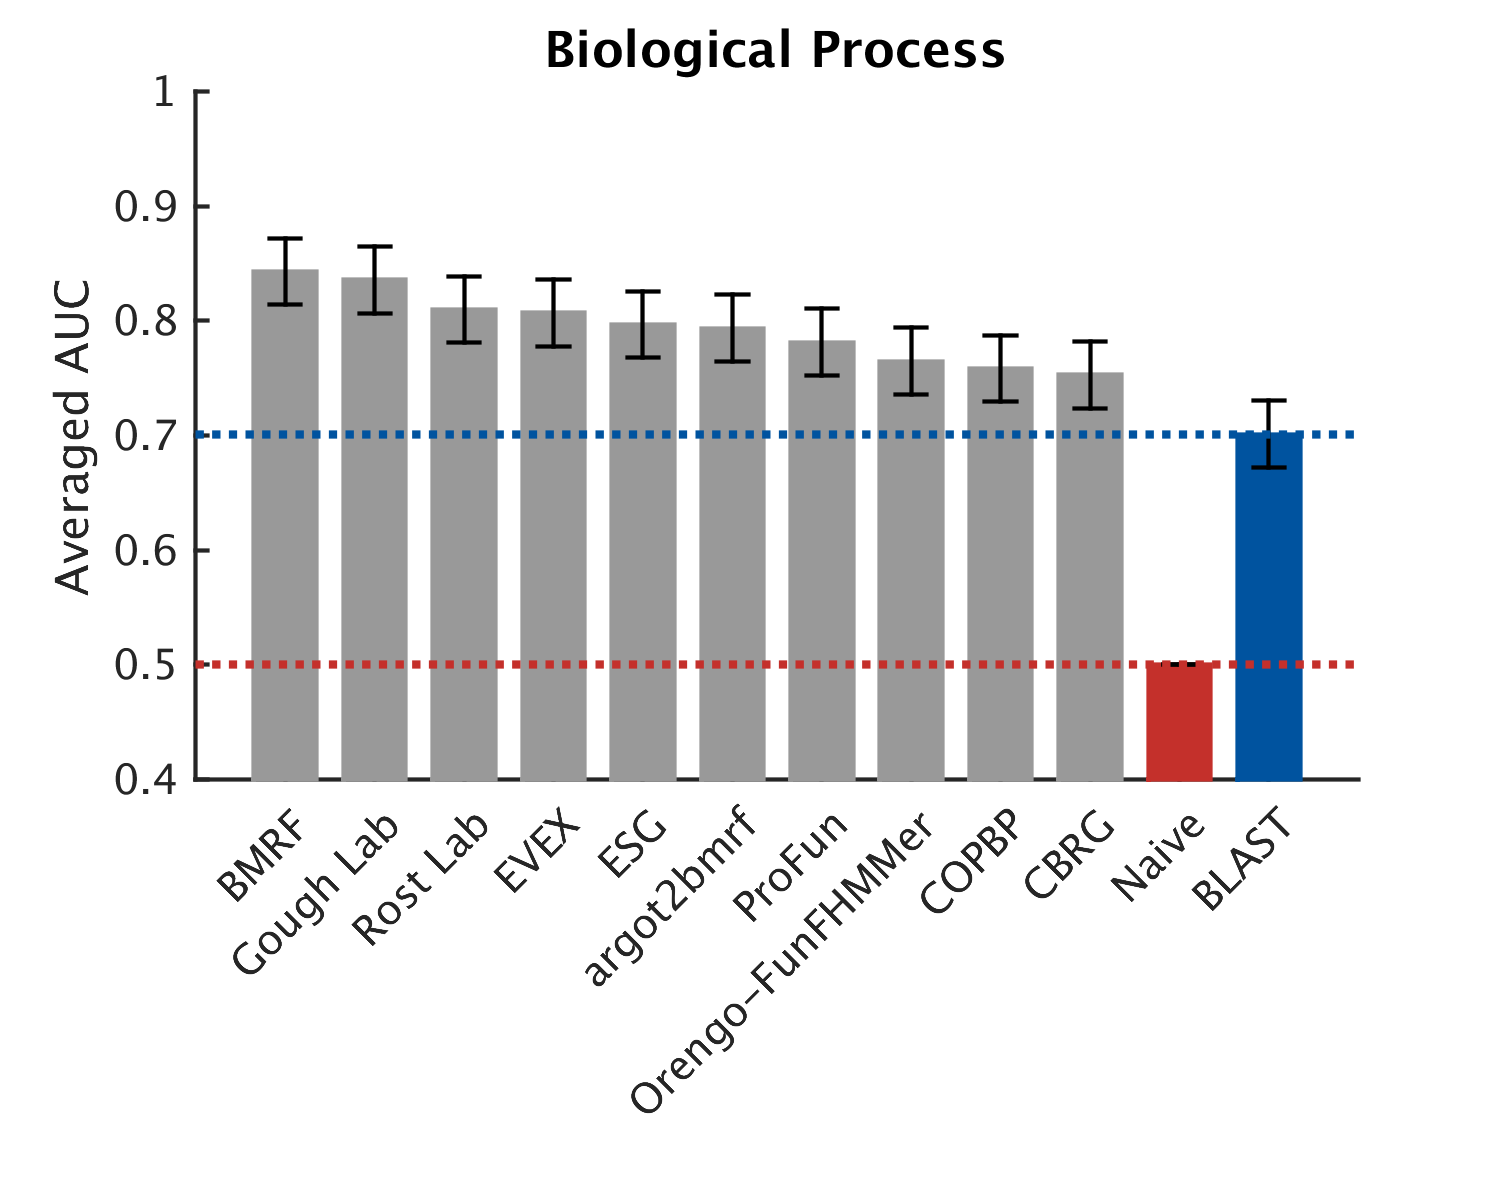 Biological Process
Averaged AUC
1
0.9
0.8
0.7
0.6
0.5
0.4
BMRF
Gough Lab
Rost Lab
EVEX
ESG
argot2bmrf
ProFun
Orengo–FunFHMMer
COPBP
CBRG
Naive
BLAST